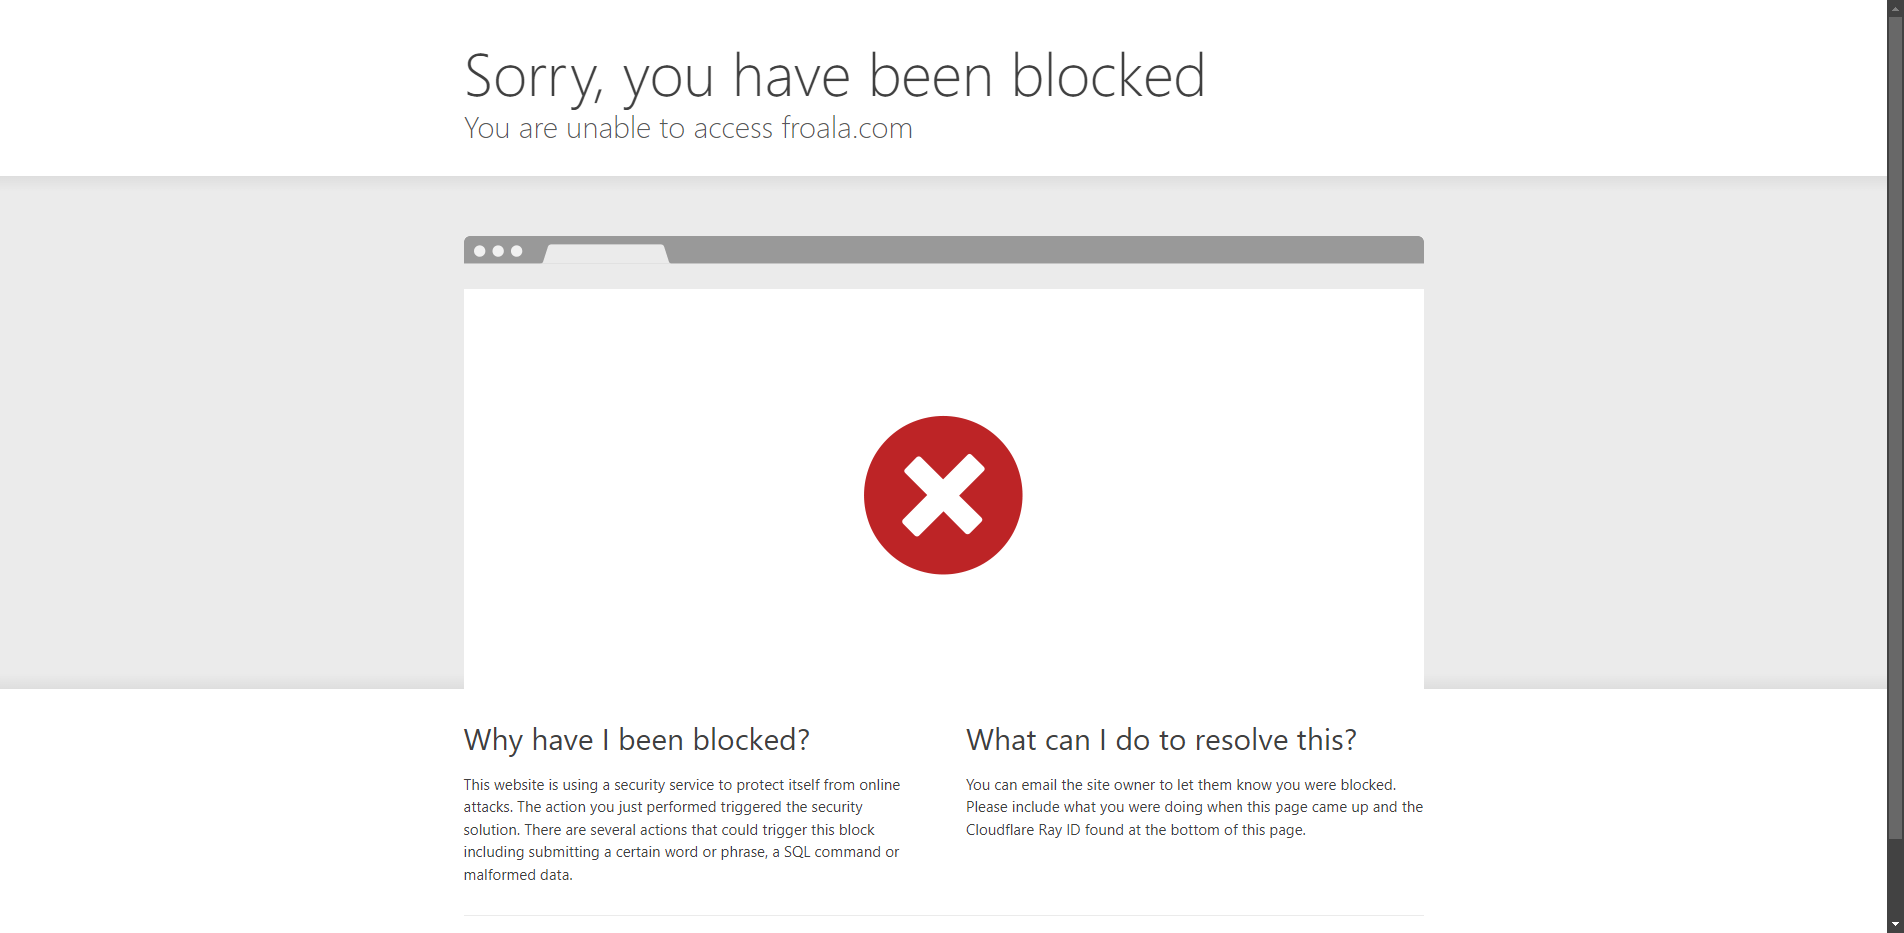 Sorry, you have been blocked
You are unable to access froala.com
Why have I been blocked?
This website is using a security service to protect itself from online
attacks. The action you just performed triggered the security
solution. There are several actions that could trigger this block
including submitting a certain word or phrase, a SQL command or
malformed data.
What can I do to resolve this?
You can email the site owner to let them know you were blocked.
Please include what you were doing when this page came up and the
Cloudflare Ray ID found at the bottom of this page.